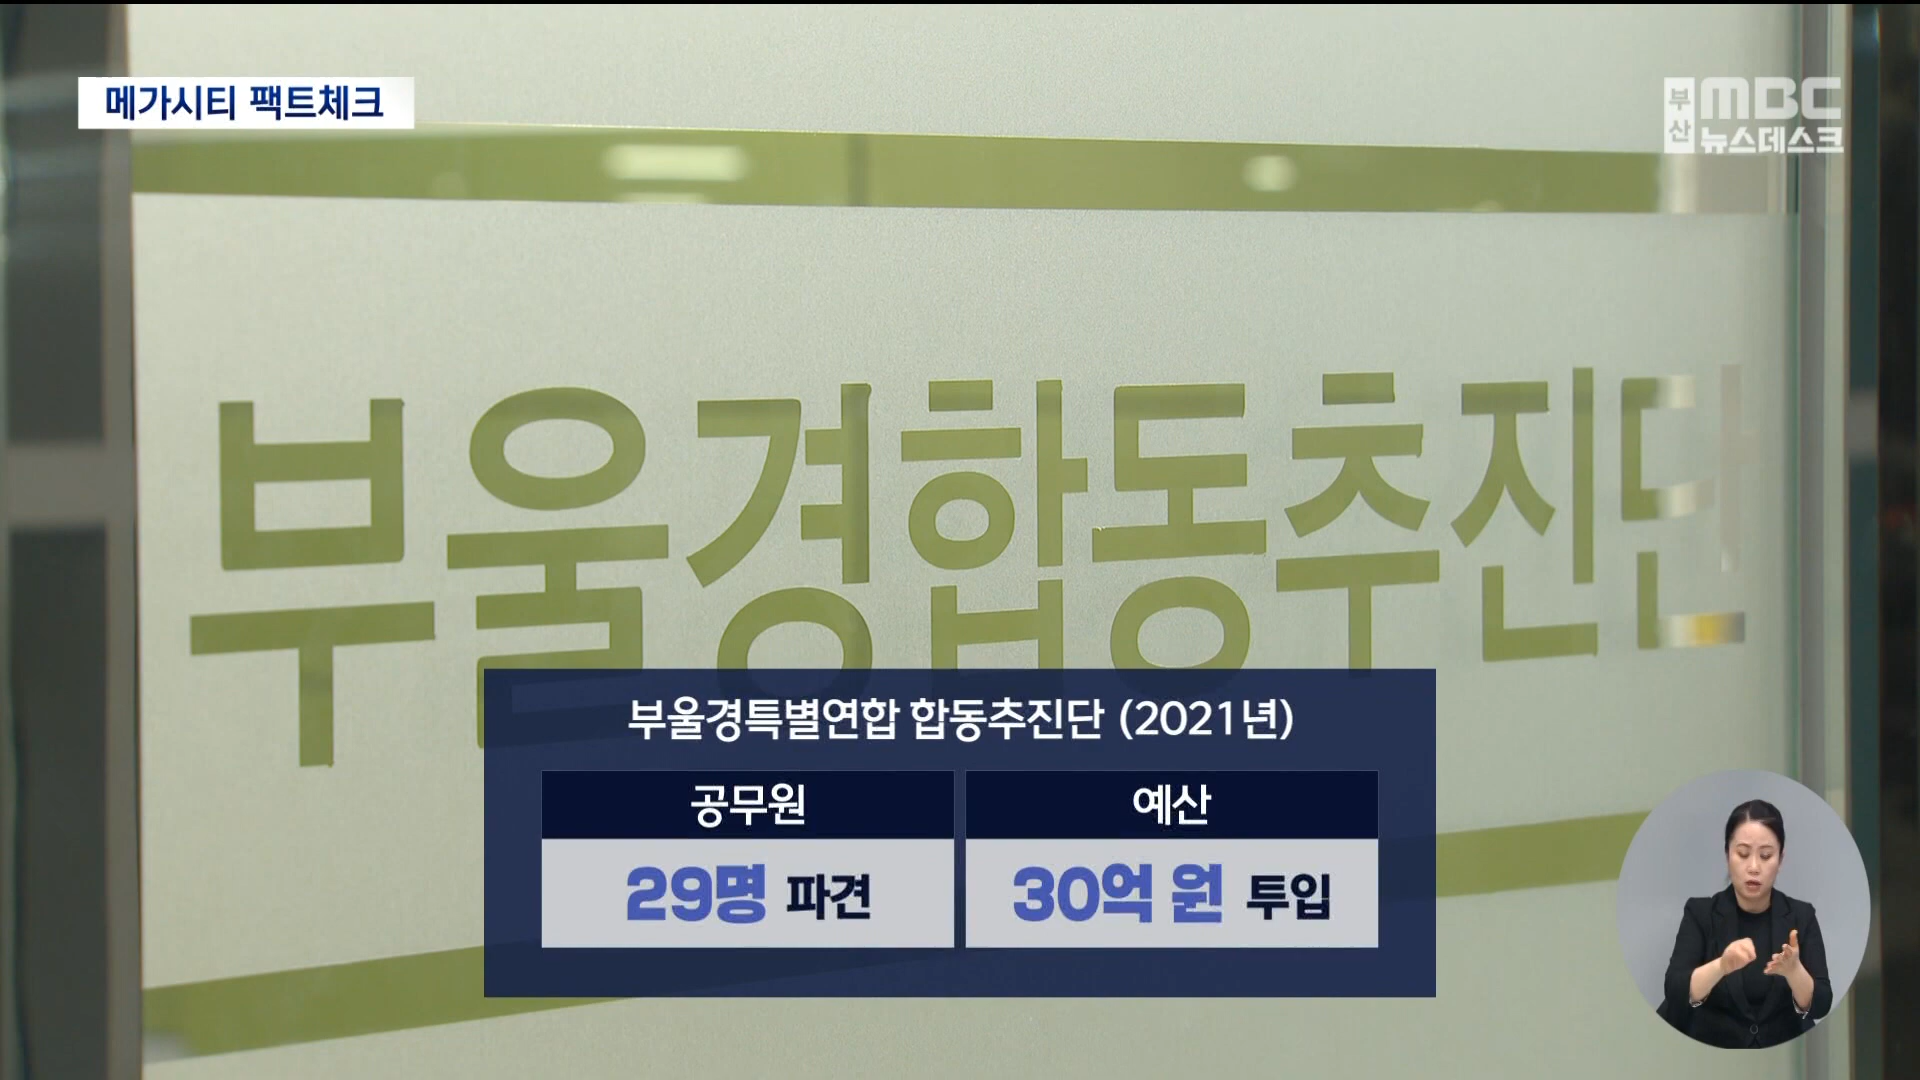 메가시티 팩트체크
부산 MBC
뉴스데스크
부울경합동추진단
부울경특별연합 합동추진단 (2021년)
공무원 예산
29명 파견 30억 원 투입